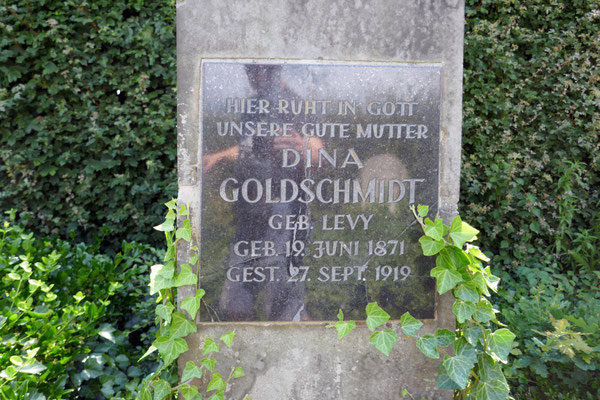 HIER RUHT IN GOTT
UNSERE GUTE MUTTER
DINA
GOLDSCHMIDT
GEB. LEVY
GEB. 19. JUNI 1871
GEST. 27. SEPT. 1919